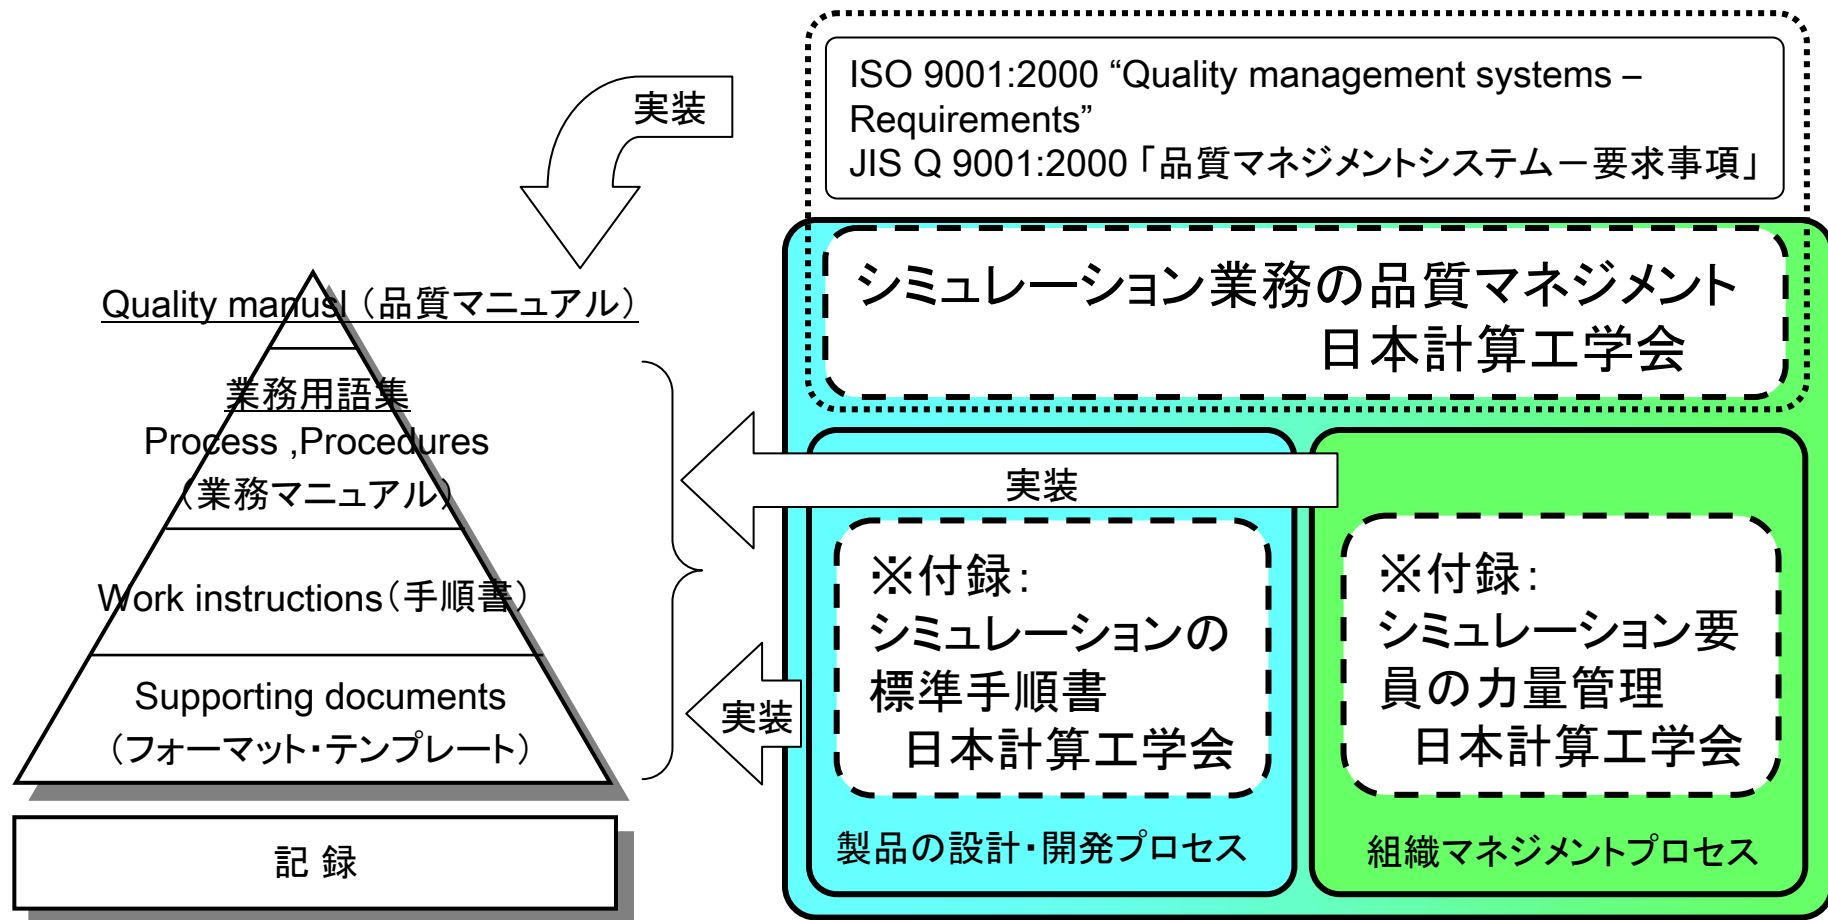 実装
ISO 9001:2000 “Quality management systems –
Requirements”
JIS Q 9001:2000「品質マネジメントシステム－要求事項」
シミュレーション業務の品質マネジメント
日本計算工学会
Quality manusl（品質マニュアル）
業務用語集
Process ,Procedures
（業務マニュアル）
Work instructions（手順書）
Supporting documents
（フォーマット・テンプレート）
記 録
実装
実装
※付録：
シミュレーションの
標準手順書
日本計算工学会
製品の設計・開発プロセス
※付録：
シミュレーション要
員の力量管理
日本計算工学会
組織マネジメントプロセス